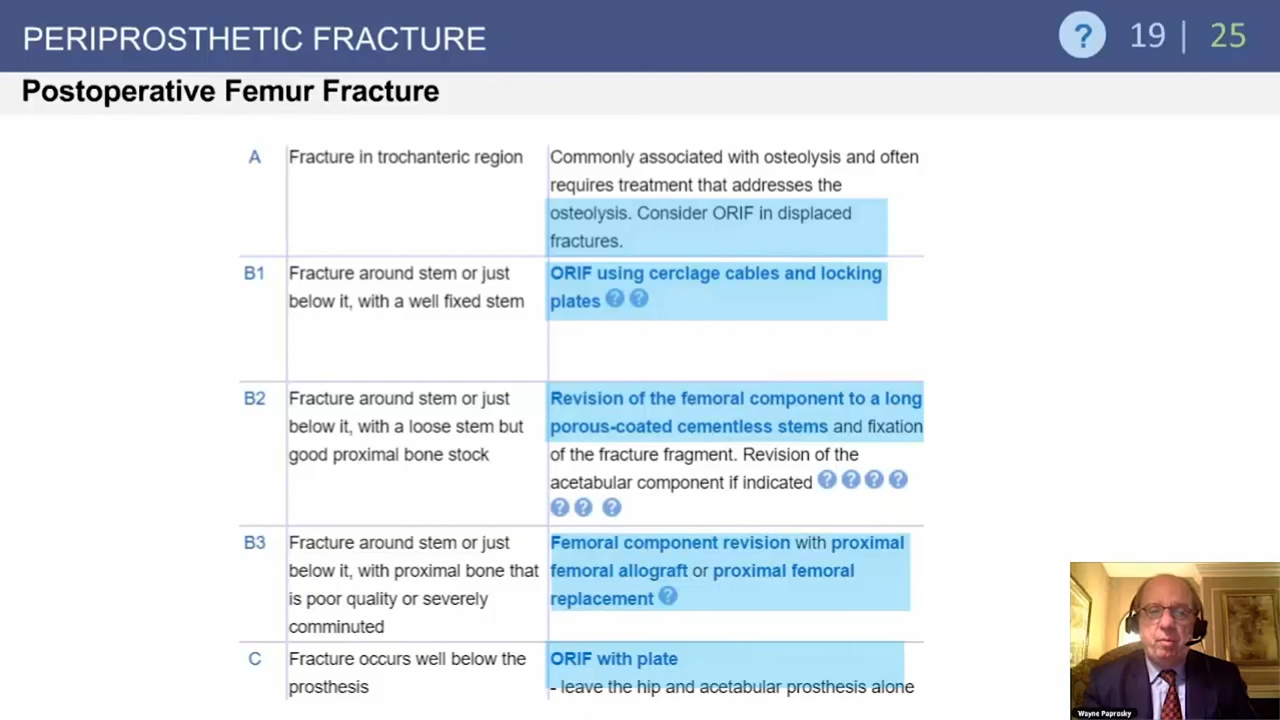 PERIPROSTHETIC FRACTURE
? 19 | 25
Postoperative Femur Fracture
A
Fracture in trochanteric region
Commonly associated with osteolysis and often
requires treatment that addresses the
osteolysis. Consider ORIF in displaced
fractures.
B1
Fracture around stem or just
below it, with a well fixed stem
ORIF using cerclage cables and locking
plates ? ?
B2
Fracture around stem or just
below it, with a loose stem but
good proximal bone stock
Revision of the femoral component to a long
porous-coated cementless stems and fixation
of the fracture fragment. Revision of the
acetabular component if indicated ? ? ? ?
? ? ?
B3
Fracture around stem or just
below it, with proximal bone that
is poor quality or severely
comminuted
Femoral component revision with proximal
femoral allograft or proximal femoral
replacement ?
C
Fracture occurs well below the
prosthesis
ORIF with plate
- leave the hip and acetabular prosthesis alone
Wayne Paprosky